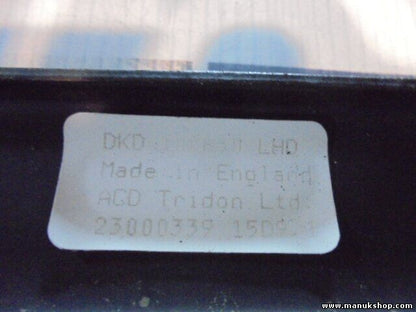 DKD LHD
Made in England
ACD Tridon Ltd
23000339
www.manukshop.com